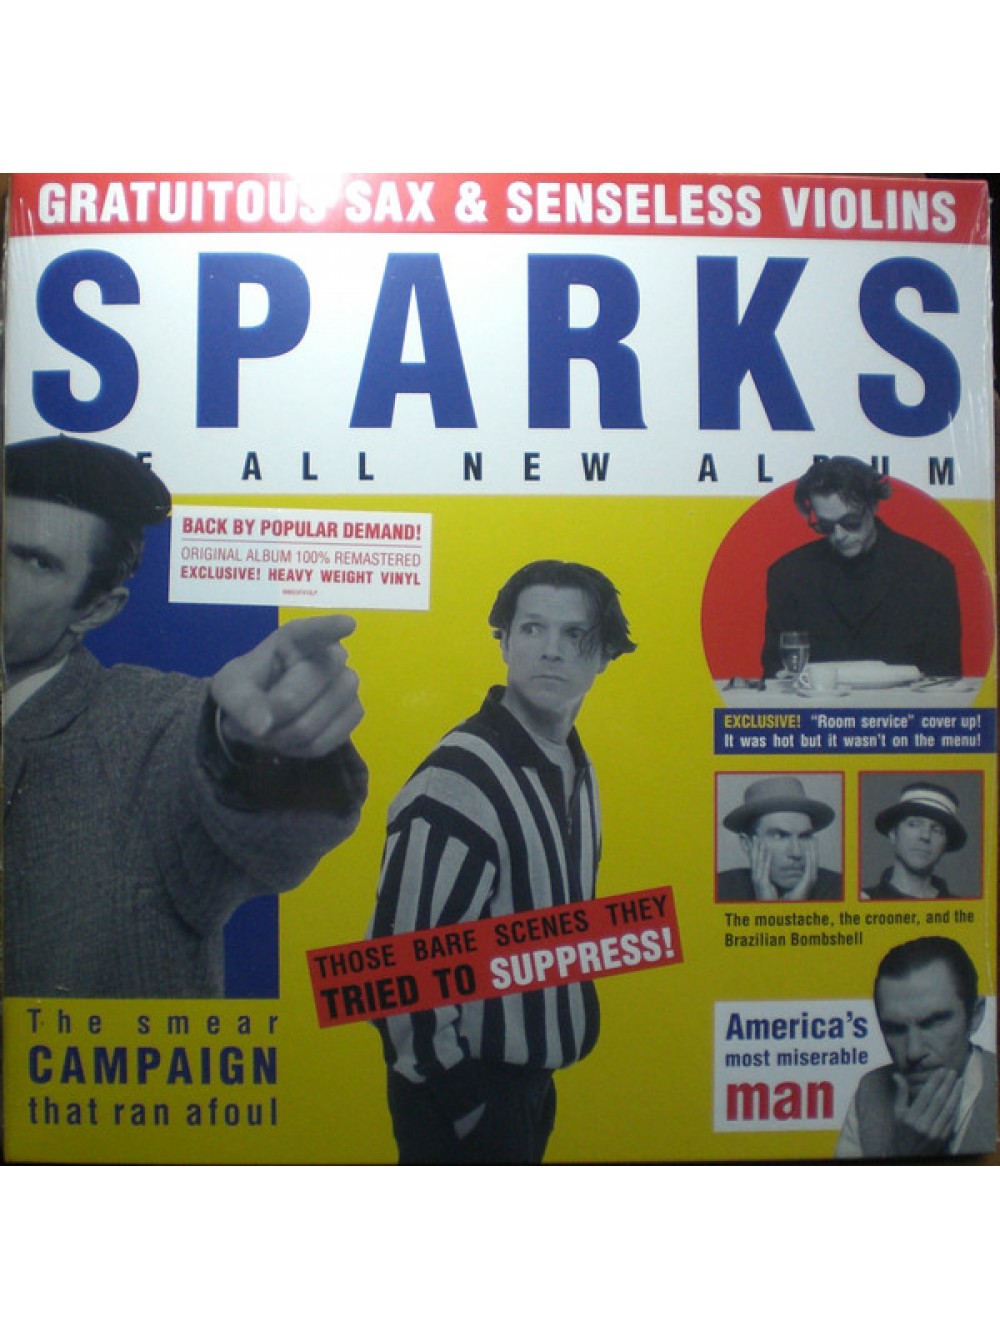 GRATUITOUS SAX & SENSELESS VIOLINS
SPARKS
E ALL NEW ALBUM
BACK BY POPULAR DEMAND!
ORIGINAL ALBUM 100% REMASTERED
EXCLUSIVE! HEAVY WEIGHT VINYL
EXCLUSIVE! "Room service" cover up!
It was hot but it wasn't on the menu!
The moustache, the crooner, and the
Brazilian Bombshell
THOSE BARE SCENES THEY
TRIED TO SUPPRESS!
The smear
CAMPAIGN
that ran afoul
America's
most miserable
man